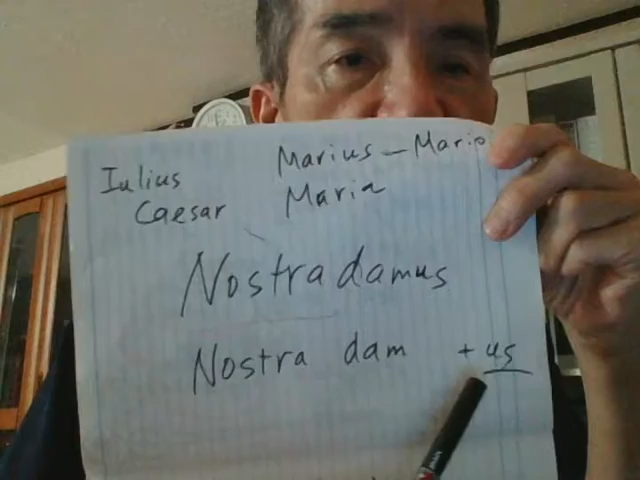 Iulius
Caesar
Marius - Mario
Maria
Nostradamus
Nostra dam + us